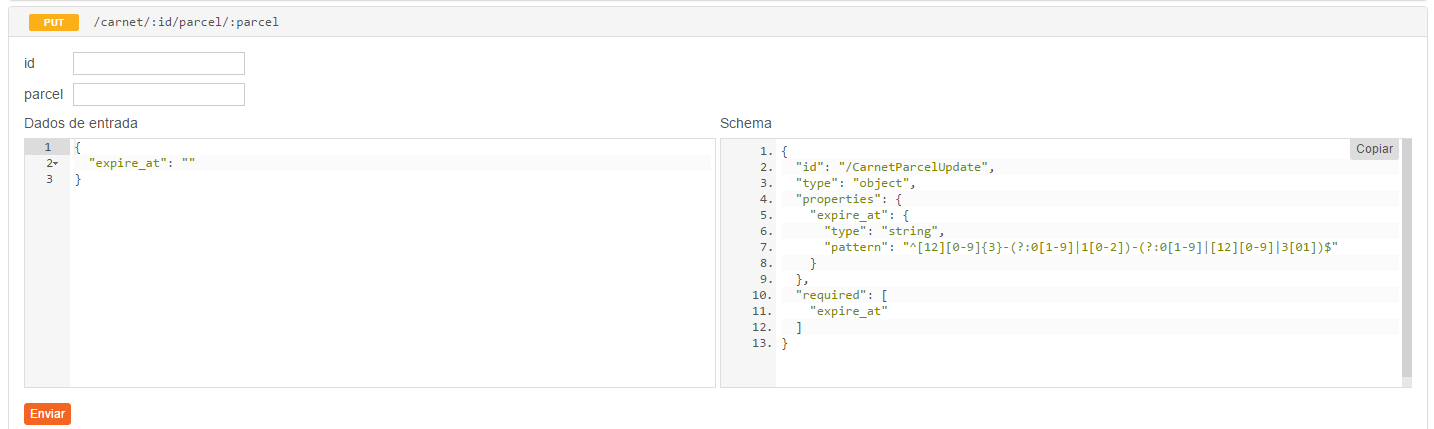 PUT /carnet/:id/parcel/:parcel
id
parcel
Dados de entrada
1 {
2 "expire_at": ""
3 }
Schema
Copiar
1. {
2. "id": "/CarnetParcelUpdate",
3. "type": "object",
4. "properties": {
5. "expire_at": {
6. "type": "string",
7. "pattern": "^[12][0-9]{3}-(?:0[1-9]|1[0-2])-(?:0[1-9]|[12][0-9]|3[01])$"
8. }
9. },
10. "required": [
11. "expire_at"
12. ]
13. }
Enviar